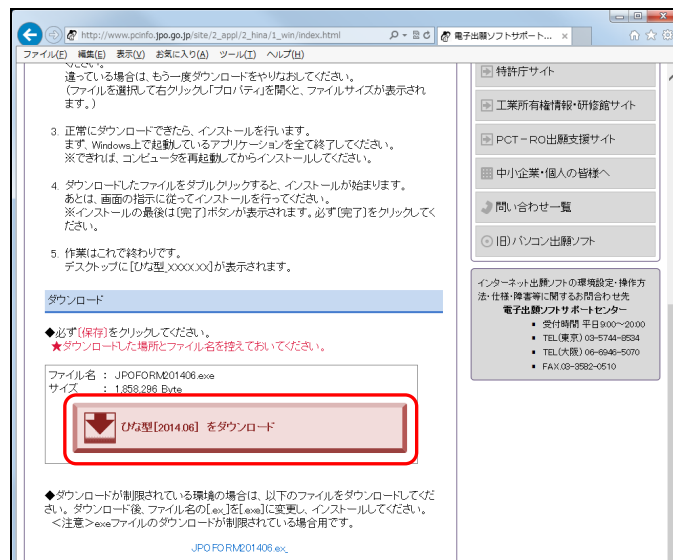 http://www.pcinfo.jpo.go.jp/site/2_appl/2_hina/1_win/index.html
電子出願ソフトサポート...
ファイル(F) 編集(E) 表示(V) お気に入り(A) ツール(T) ヘルプ(H)
違っている場合は、もう一度ダウンロードをやりなおしてください。
(ファイルを選択して右クリックし「プロパティ」を開くと、ファイルサイズが表示され
ます。)
3. 正常にダウンロードできたら、インストールを行います。
まず、Windows上で起動しているアプリケーションを全て終了してください。
※できれば、コンピュータを再起動してからインストールしてください。
4. ダウンロードしたファイルをダブルクリックすると、インストールが始まります。
あとは、画面の指示に従ってインストールを行ってください。
※インストールの最後は[完了]ボタンが表示されます。必ず[完了]をクリックしてく
ださい。
5. 作業はこれで終わりです。
デスクトップに[ひな型_XXXX.XX]が表示されます。
ダウンロード
◆必ず[保存]をクリックしてください。
★ダウンロードした場所とファイル名を控えておいてください。
ファイル名 : JPOFORM201406.exe
サイズ : 1,858,296 Byte
ひな型[2014.06] をダウンロード
◆ダウンロードが制限されている環境の場合は、以下のファイルをダウンロードしてくだ
さい。ダウンロード後、ファイル名の[.ex_]を[.exe]に変更し、インストールしてください。
<注意>exeファイルのダウンロードが制限されている場合用です。
JPOFORM201406.ex_
特許庁サイト
工業所有権情報・研修館サイト
PCT-RO出願支援サイト
中小企業・個人の皆様へ
問い合わせ一覧
(旧)パソコン出願ソフト
インターネット出願ソフトの環境設定・操作方
法・仕様・障害等に関するお問合わせ先
電子出願ソフトサポートセンター
■ 受付時間 平日9:00～20:00
■ TEL(東京) 03-5744-8534
■ TEL(大阪) 06-6946-5070
■ FAX.03-3582-0510